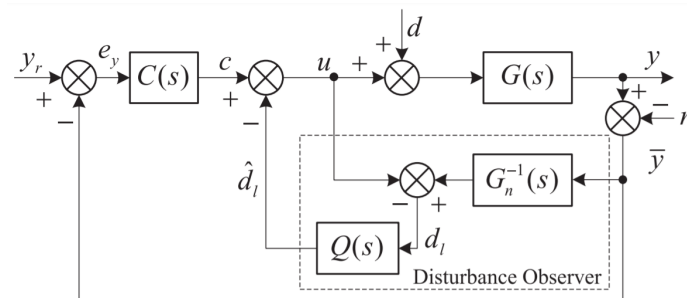 d
y_r e_y C(s) c u G(s) y
+ − + − + + + −
n
d̂_l G_n^{-1}(s) ȳ
− +
Q(s) d_l
Disturbance Observer